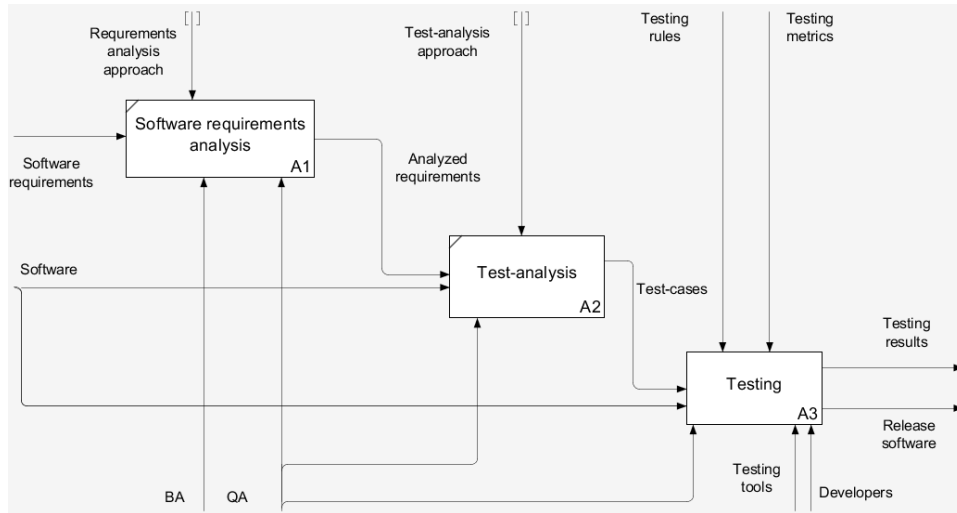 [ ]
Requrements
analysis
approach
[ ]
Test-analysis
approach
Testing
rules
Testing
metrics
Software requirements
analysis
A1
Software
requirements
Analyzed
requirements
Software
Test-analysis
A2
Test-cases
Testing
results
Testing
A3
Release
software
BA
QA
Testing
tools
Developers